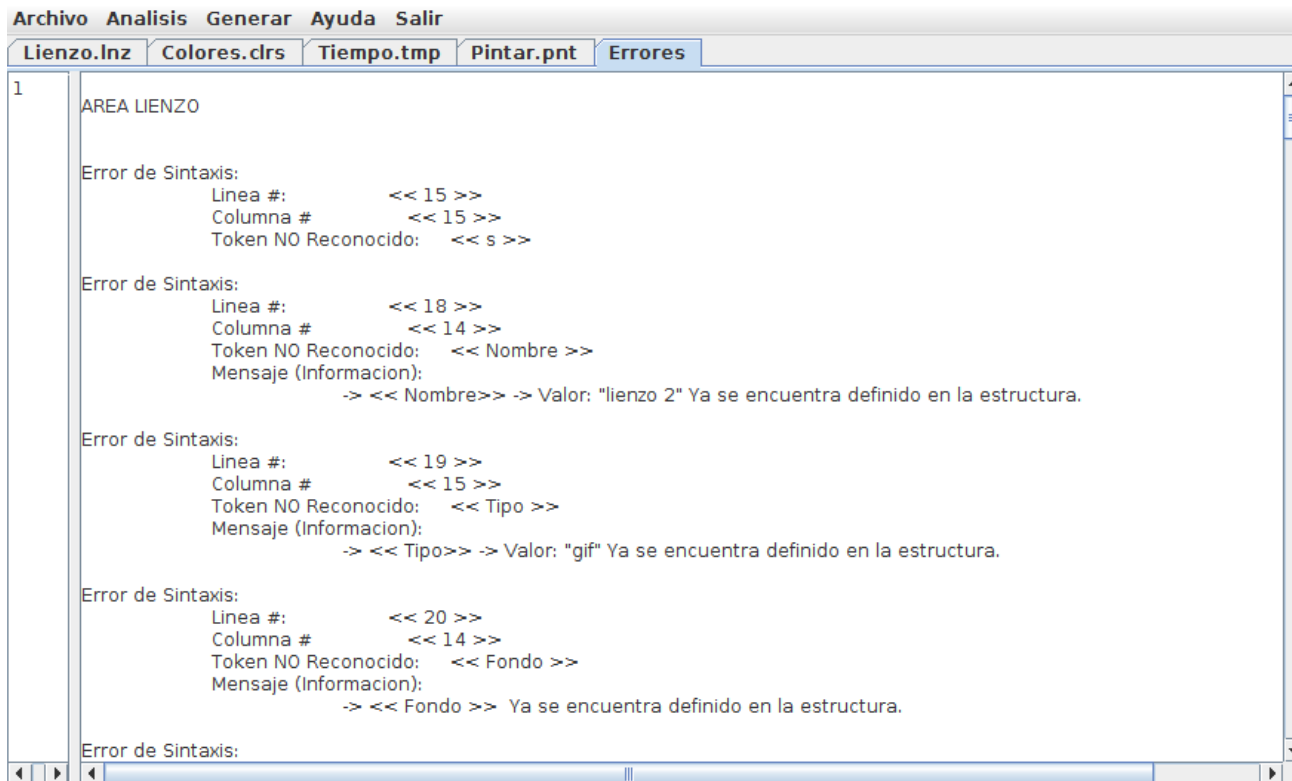 Archivo Analisis Generar Ayuda Salir
Lienzo.lnz Colores.clrs Tiempo.tmp Pintar.pnt Errores
1
AREA LIENZO
Error de Sintaxis:
Linea #: << 15 >>
Columna # << 15 >>
Token NO Reconocido: << s >>
Error de Sintaxis:
Linea #: << 18 >>
Columna # << 14 >>
Token NO Reconocido: << Nombre >>
Mensaje (Informacion):
-> << Nombre>> -> Valor: "lienzo 2" Ya se encuentra definido en la estructura.
Error de Sintaxis:
Linea #: << 19 >>
Columna # << 15 >>
Token NO Reconocido: << Tipo >>
Mensaje (Informacion):
-> << Tipo>> -> Valor: "gif" Ya se encuentra definido en la estructura.
Error de Sintaxis:
Linea #: << 20 >>
Columna # << 14 >>
Token NO Reconocido: << Fondo >>
Mensaje (Informacion):
-> << Fondo >> Ya se encuentra definido en la estructura.
Error de Sintaxis: